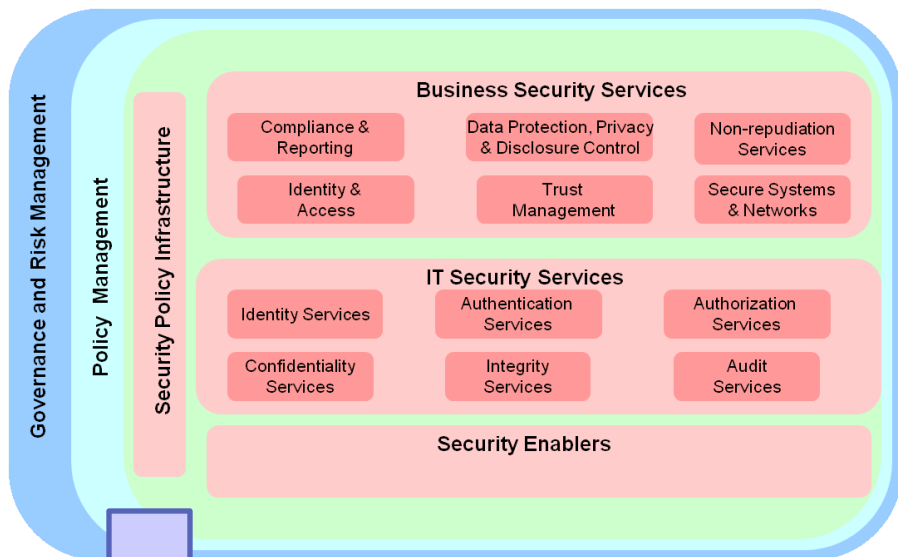 Governance and Risk Management
Policy Management
Security Policy Infrastructure
Business Security Services
Compliance &
Reporting
Data Protection, Privacy
& Disclosure Control
Non-repudiation
Services
Identity &
Access
Trust
Management
Secure Systems
& Networks
IT Security Services
Identity Services
Authentication
Services
Authorization
Services
Confidentiality
Services
Integrity
Services
Audit
Services
Security Enablers